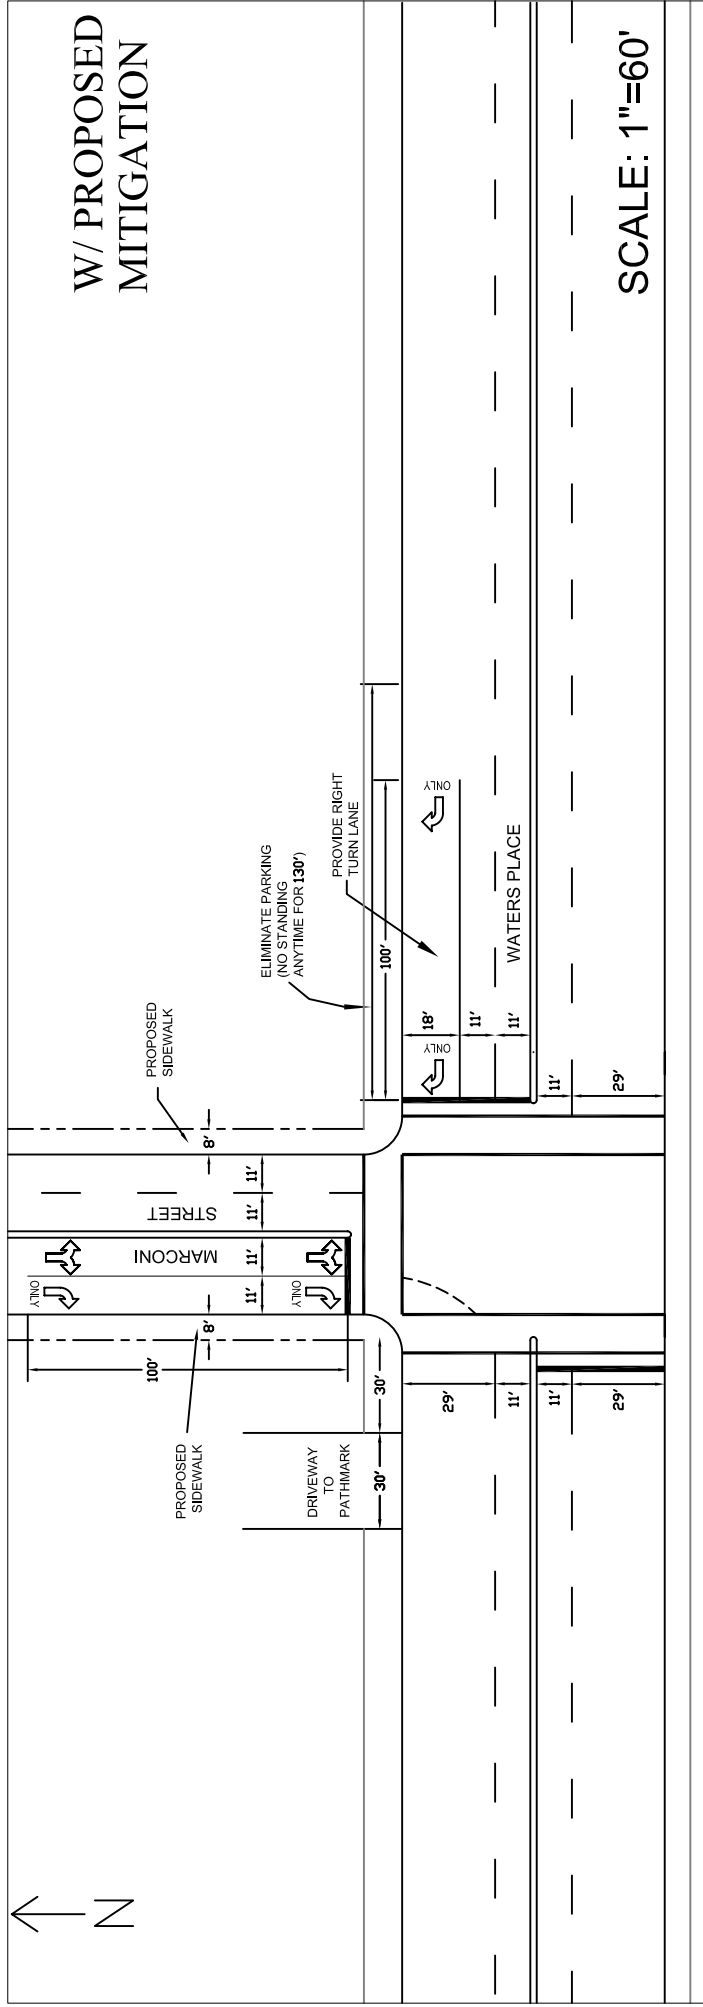 W/ PROPOSED
MITIGATION
SCALE: 1"=60'
ELIMINATE PARKING
(NO STANDING
ANYTIME FOR 130')
PROVIDE RIGHT
TURN LANE
100'
ONLY
ONLY
18'
11'
11'
WATERS PLACE
11'
29'
PROPOSED
SIDEWALK
8'
11'
11'
11'
11'
8'
MARCONI
STREET
ONLY
ONLY
100'
PROPOSED
SIDEWALK
DRIVEWAY
TO
PATHMARK
30'
30'
29'
11'
11'
29'
N